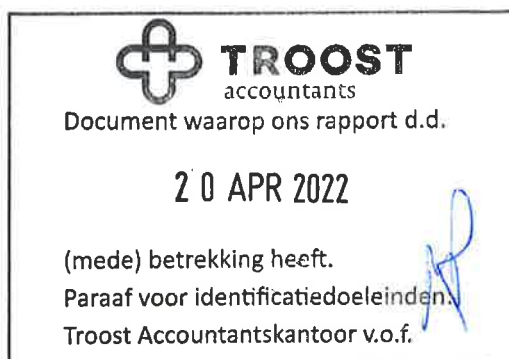 TROOST
accountants
Document waarop ons rapport d.d.
20 APR 2022
(mede) betrekking heeft.
Paraaf voor identificatiedoeleinden.
Troost Accountantskantoor v.o.f.